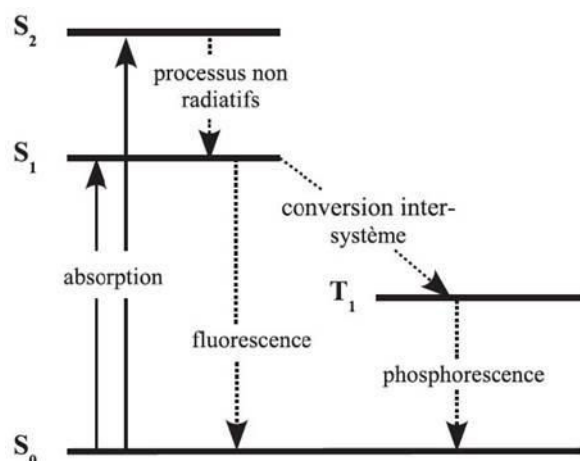 S2
processus non
radiatifs
S1
conversion inter-
système
absorption
T1
fluorescence
phosphorescence
S0